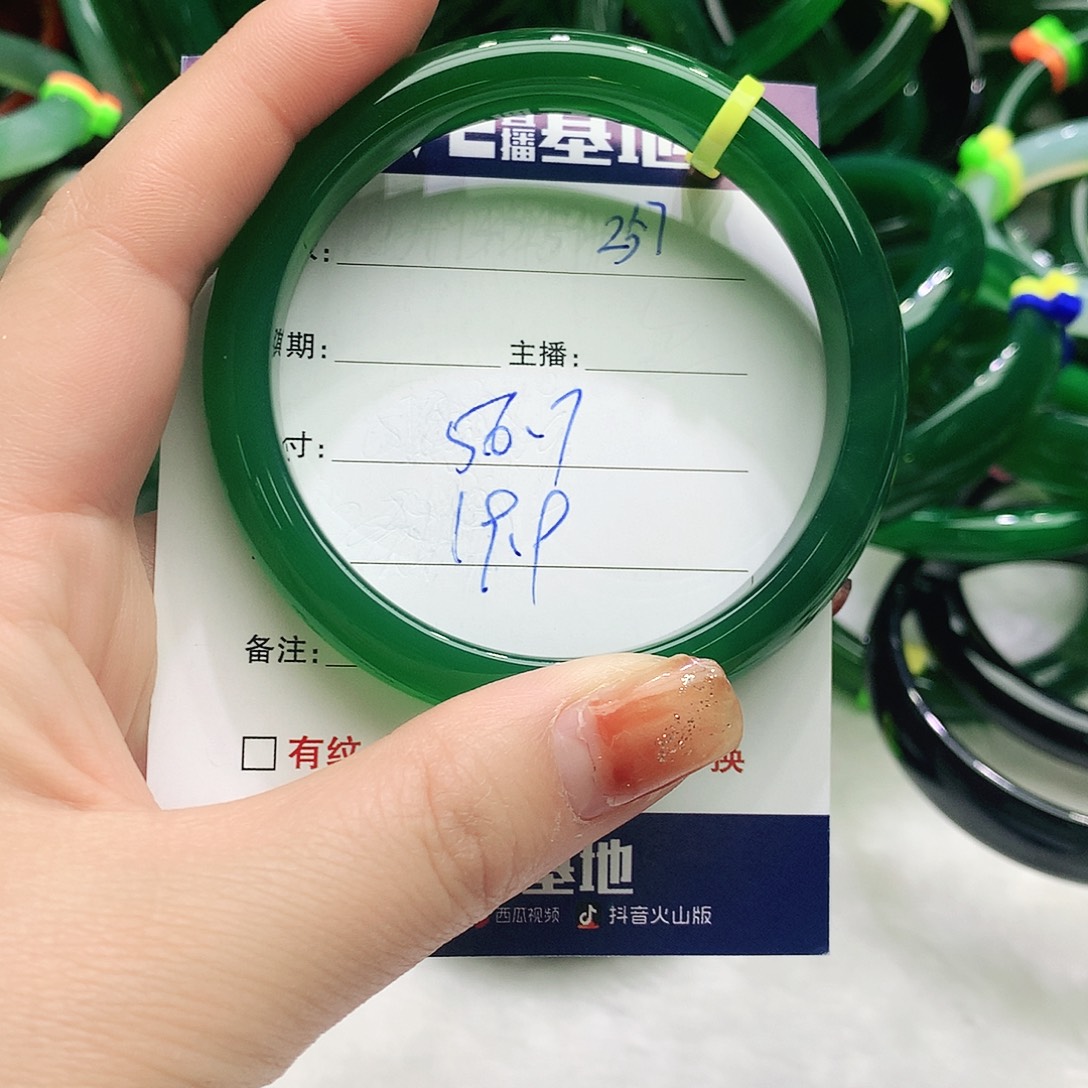 播基地
257
期：
主播：
寸：
56-7
19.9
备注：
有纹
换
基地
西瓜视频 抖音火山版